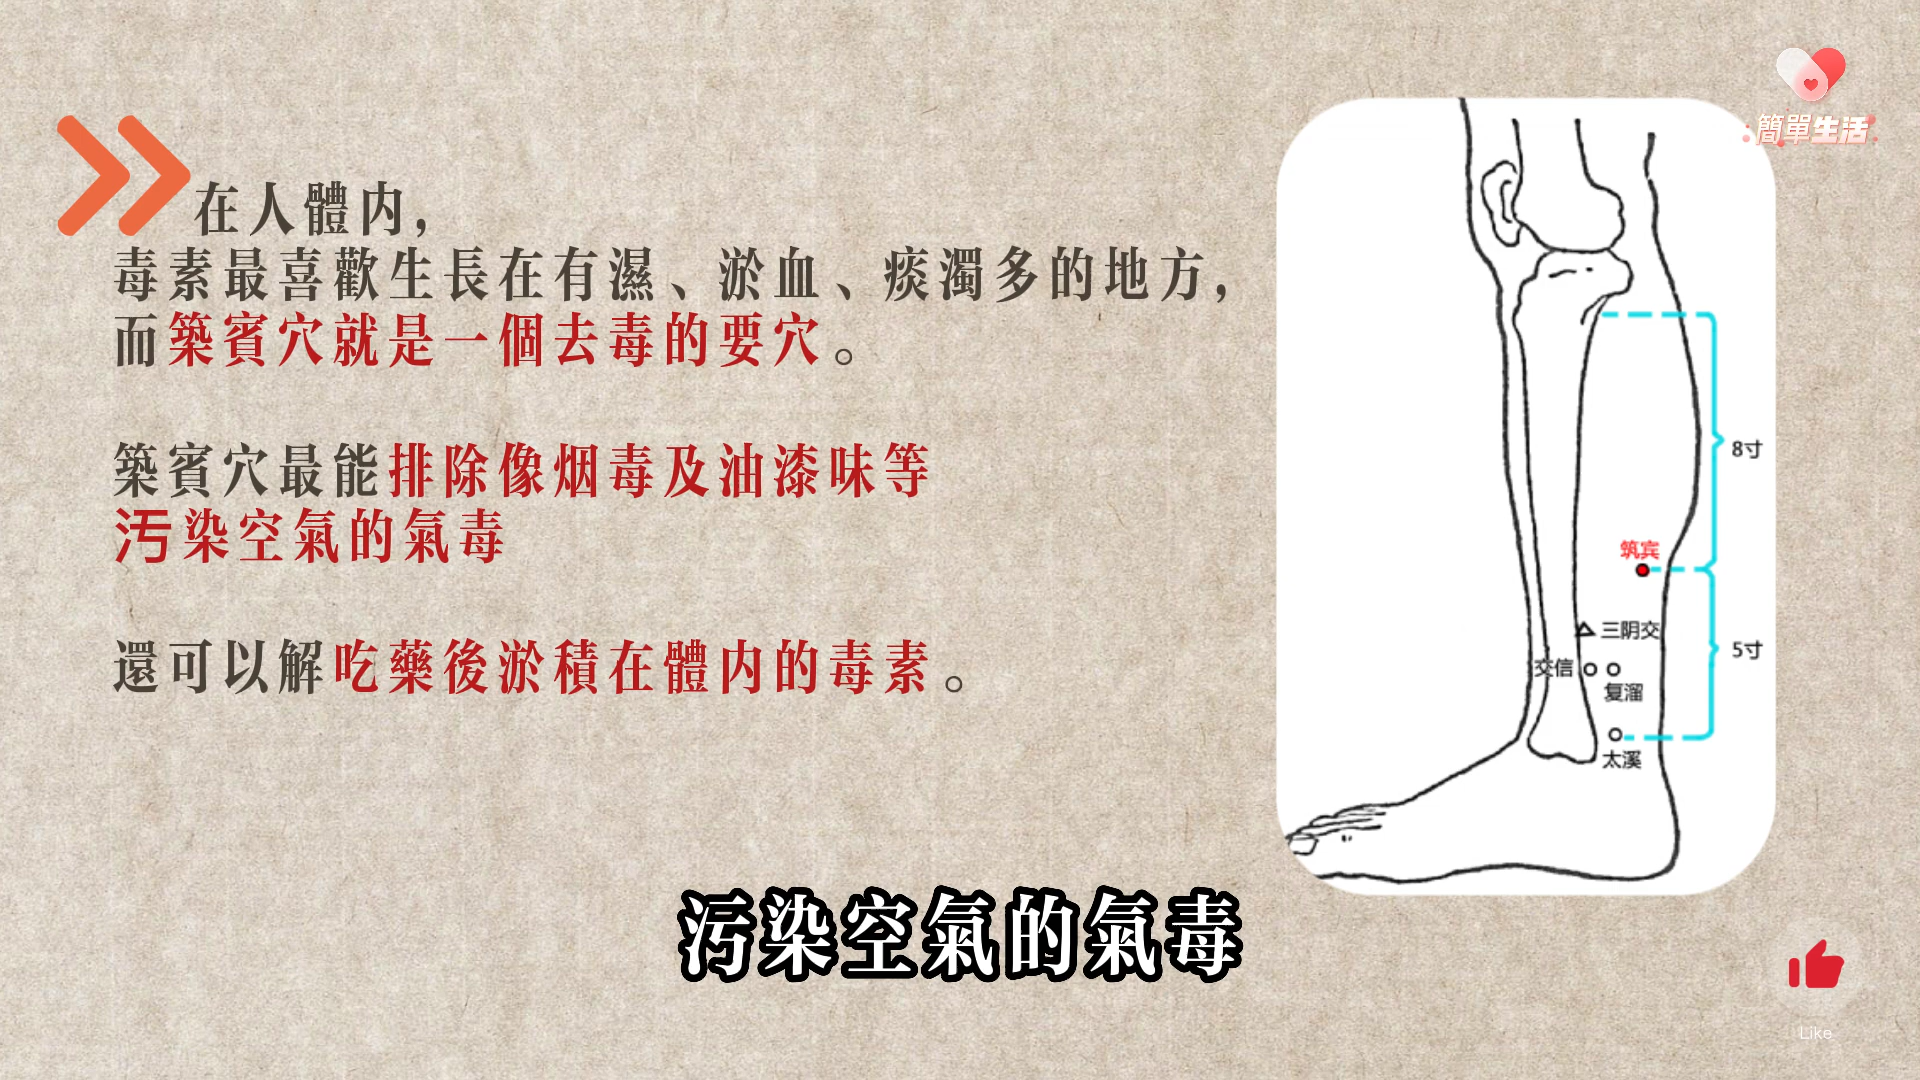 在人體内，
毒素最喜歡生長在有濕、淤血、痰濁多的地方，
而築賓穴就是一個去毒的要穴。
築賓穴最能排除像烟毒及油漆味等
污染空氣的氣毒
還可以解吃藥後淤積在體内的毒素。
簡單生活
8寸
筑宾
三阴交
交信
复溜
5寸
太溪
污染空氣的氣毒
Like